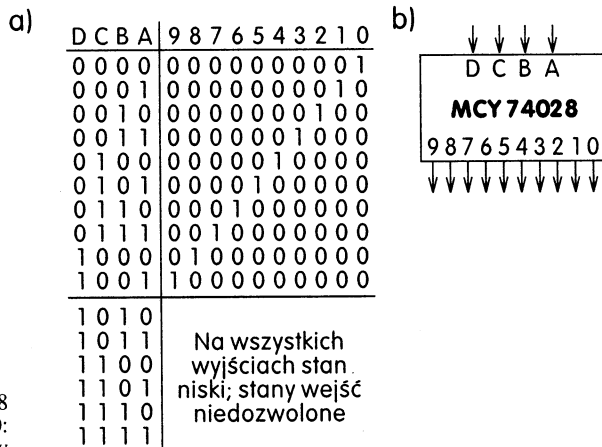 a)
D C B A 9 8 7 6 5 4 3 2 1 0
0 0 0 0 0 0 0 0 0 0 0 0 0 1
0 0 0 1 0 0 0 0 0 0 0 0 1 0
0 0 1 0 0 0 0 0 0 0 0 1 0 0
0 0 1 1 0 0 0 0 0 0 1 0 0 0
0 1 0 0 0 0 0 0 0 1 0 0 0 0
0 1 0 1 0 0 0 0 1 0 0 0 0 0
0 1 1 0 0 0 0 1 0 0 0 0 0 0
0 1 1 1 0 0 1 0 0 0 0 0 0 0
1 0 0 0 0 1 0 0 0 0 0 0 0 0
1 0 0 1 1 0 0 0 0 0 0 0 0 0
1 0 1 0
1 0 1 1
1 1 0 0
1 1 0 1
1 1 1 0
1 1 1 1
Na wszystkich
wyjściach stan
niski; stany wejść
niedozwolone
b)
D C B A
MCY 74028
9 8 7 6 5 4 3 2 1 0
8
: